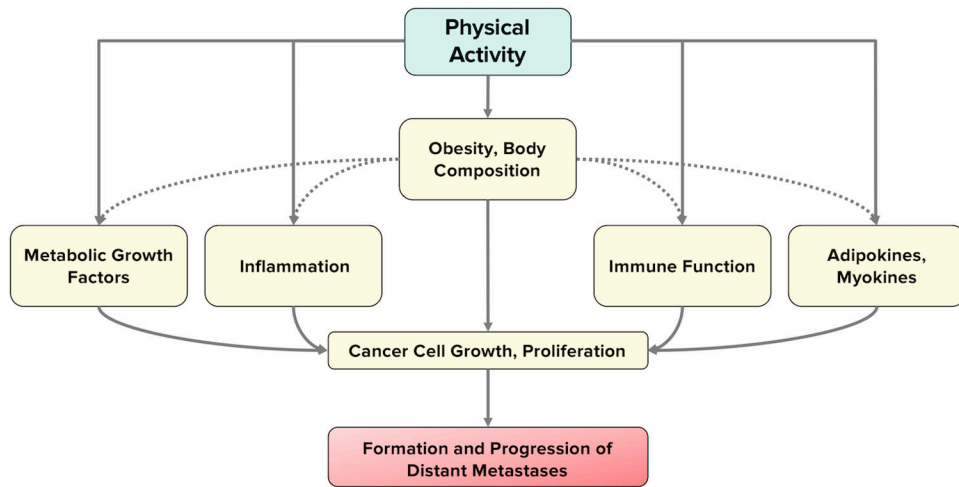 Physical
Activity
Obesity, Body
Composition
Metabolic Growth
Factors
Inflammation
Immune Function
Adipokines,
Myokines
Cancer Cell Growth, Proliferation
Formation and Progression of
Distant Metastases